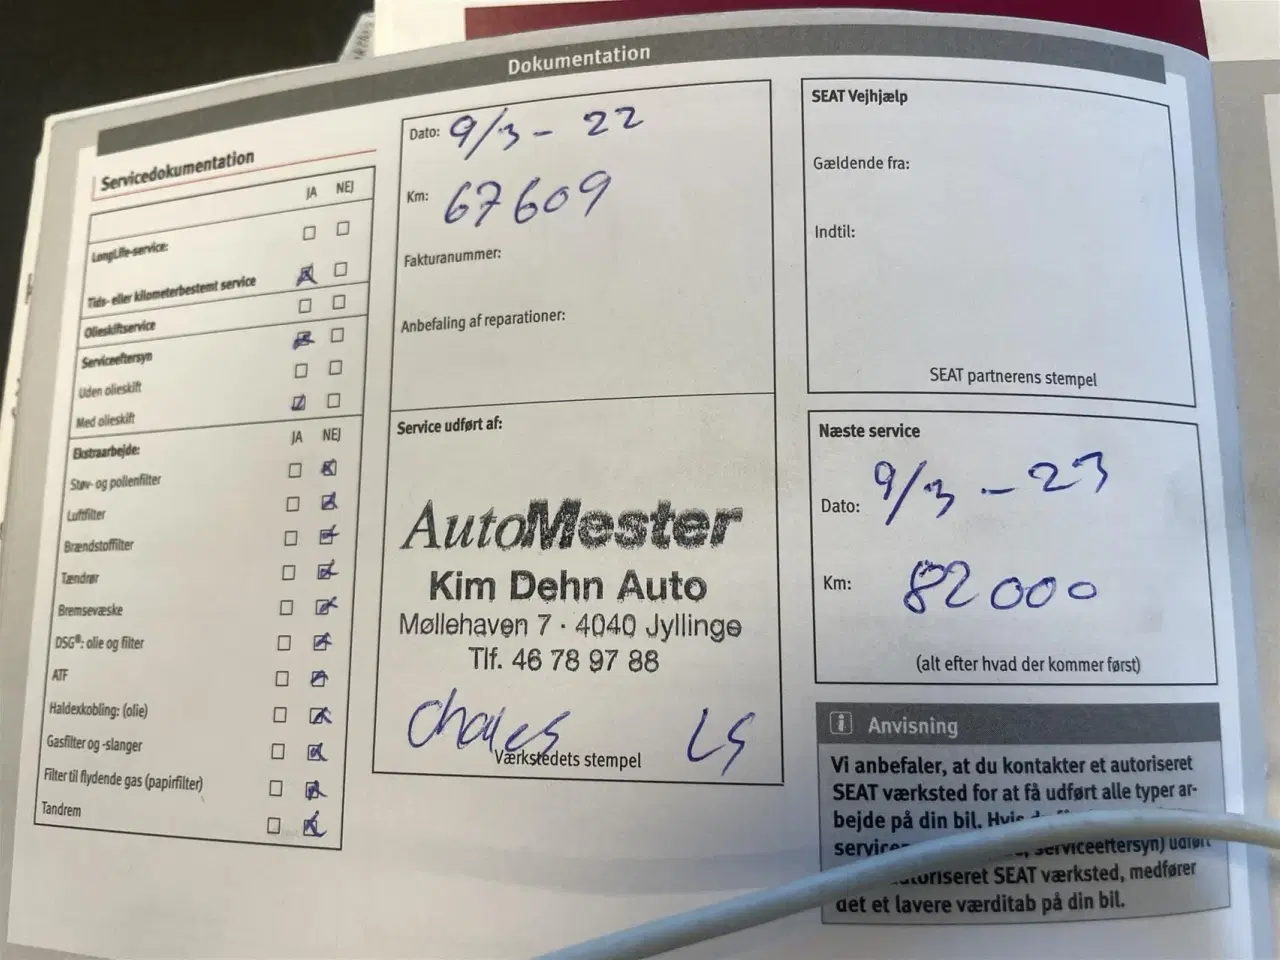 Dokumentation
Servicedokumentation
JA NEJ
LongLife-service:
Tids- eller kilometerbestemt service
Olieskiftservice
Serviceeftersyn
Uden olieskift
Med olieskift
Ekstraarbejde:
JA NEJ
Støv- og pollenfilter
Luftfilter
Brændstoffilter
Tændrør
Bremsevæske
DSG®: olie og filter
ATF
Haldexkobling: (olie)
Gasfilter og -slanger
Filter til flydende gas (papirfilter)
Tandrem
Dato: 9/3 - 22
Km: 67609
Fakturanummer:
Anbefaling af reparationer:
Service udført af:
AutoMester
Kim Dehn Auto
Møllehaven 7 · 4040 Jyllinge
Tlf. 46 78 97 88
LS
Værkstedets stempel
SEAT Vejhjælp
Gældende fra:
Indtil:
SEAT partnerens stempel
Næste service
Dato: 9/3 - 23
Km: 82000
(alt efter hvad der kommer først)
i Anvisning
Vi anbefaler, at du kontakter et autoriseret
SEAT værksted for at få udført alle typer ar-
bejde på din bil. Hvis
serviceeftersyn) udført
autoriseret SEAT værksted, medfører
det et lavere værditab på din bil.